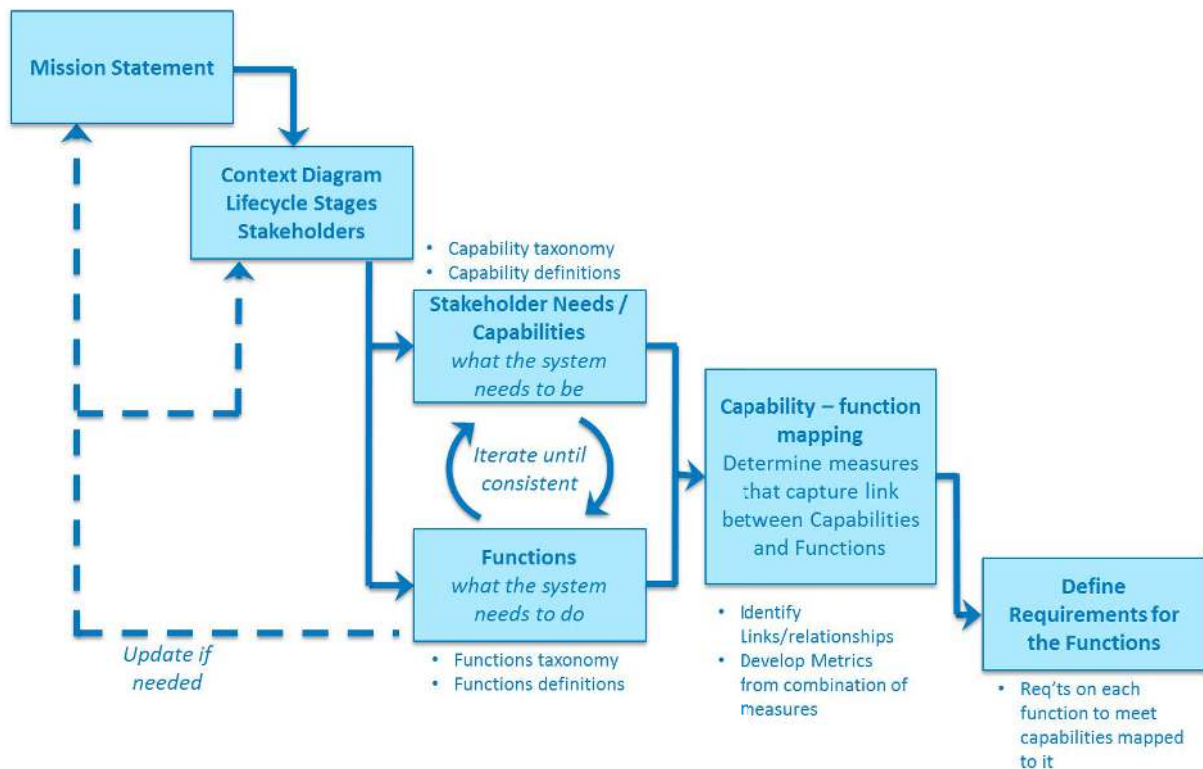 Mission Statement
Context Diagram
Lifecycle Stages
Stakeholders
• Capability taxonomy
• Capability definitions
Stakeholder Needs /
Capabilities
what the system
needs to be
Iterate until
consistent
Functions
what the system
needs to do
• Functions taxonomy
• Functions definitions
Update if
needed
Capability – function
mapping
Determine measures
that capture link
between Capabilities
and Functions
• Identify
Links/relationships
• Develop Metrics
from combination of
measures
Define
Requirements for
the Functions
• Req'ts on each
function to meet
capabilities mapped
to it